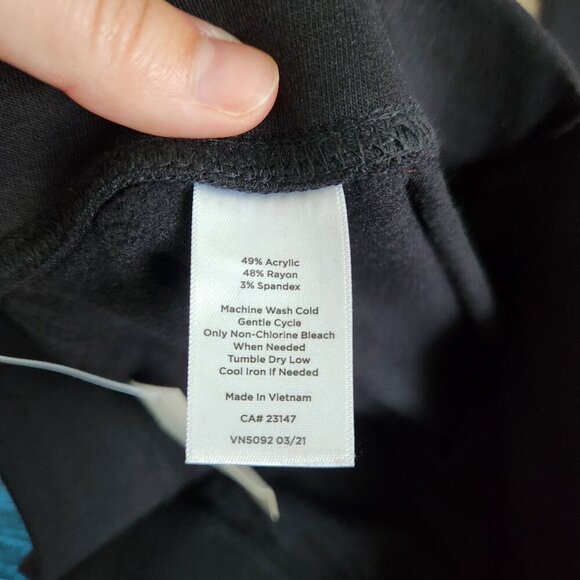 49% Acrylic
48% Rayon
3% Spandex
Machine Wash Cold
Gentle Cycle
Only Non-Chlorine Bleach
When Needed
Tumble Dry Low
Cool Iron If Needed
Made In Vietnam
CA# 23147
VN5092 03/21